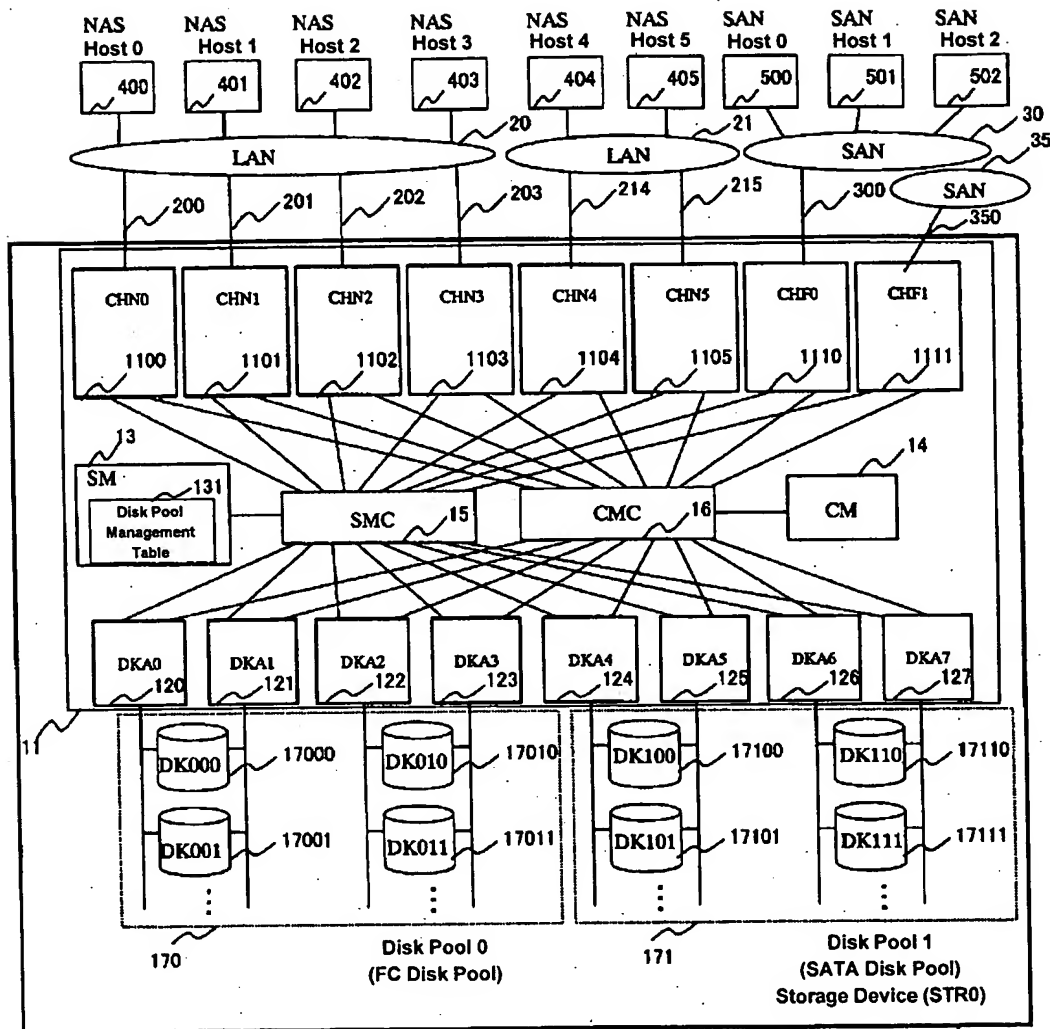 NAS Host 0 NAS Host 1 NAS Host 2 NAS Host 3 NAS Host 4 NAS Host 5 SAN Host 0 SAN Host 1 SAN Host 2
400 401 402 403 404 405 500 501 502
20 21 30
LAN LAN SAN 35
SAN
200 201 202 203 214 215 300 350
CHN0 CHN1 CHN2 CHN3 CHN4 CHN5 CHF0 CHF1
1100 1101 1102 1103 1104 1105 1110 1111
13 14
SM
131
Disk Pool
Management
Table
SMC 15 CMC 16 CM
DKA0 DKA1 DKA2 DKA3 DKA4 DKA5 DKA6 DKA7
120 121 122 123 124 125 126 127
11
DK000 17000 DK010 17010 DK100 17100 DK110 17110
DK001 17001 DK011 17011 DK101 17101 DK111 17111
170 171
Disk Pool 0
(FC Disk Pool)
Disk Pool 1
(SATA Disk Pool)
Storage Device (STR0)